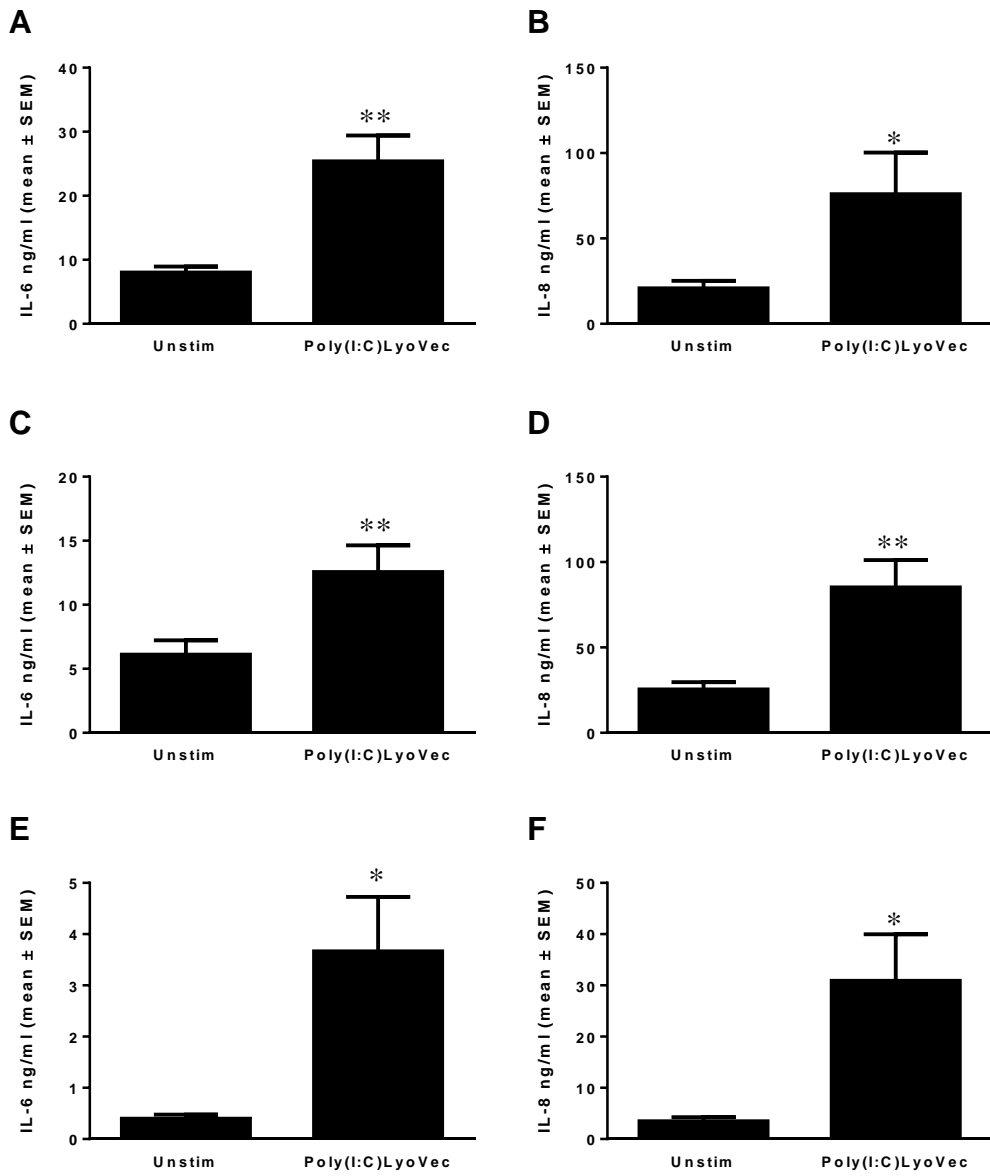 A
IL-6 ng/ml (mean ± SEM)
40
30
20
10
0
**
Unstim
Poly(I:C)LyoVec
B
IL-8 ng/ml (mean ± SEM)
150
100
50
0
*
Unstim
Poly(I:C)LyoVec
C
IL-6 ng/ml (mean ± SEM)
20
15
10
5
0
**
Unstim
Poly(I:C)LyoVec
D
IL-8 ng/ml (mean ± SEM)
150
100
50
0
**
Unstim
Poly(I:C)LyoVec
E
IL-6 ng/ml (mean ± SEM)
5
4
3
2
1
0
*
Unstim
Poly(I:C)LyoVec
F
IL-8 ng/ml (mean ± SEM)
50
40
30
20
10
0
*
Unstim
Poly(I:C)LyoVec